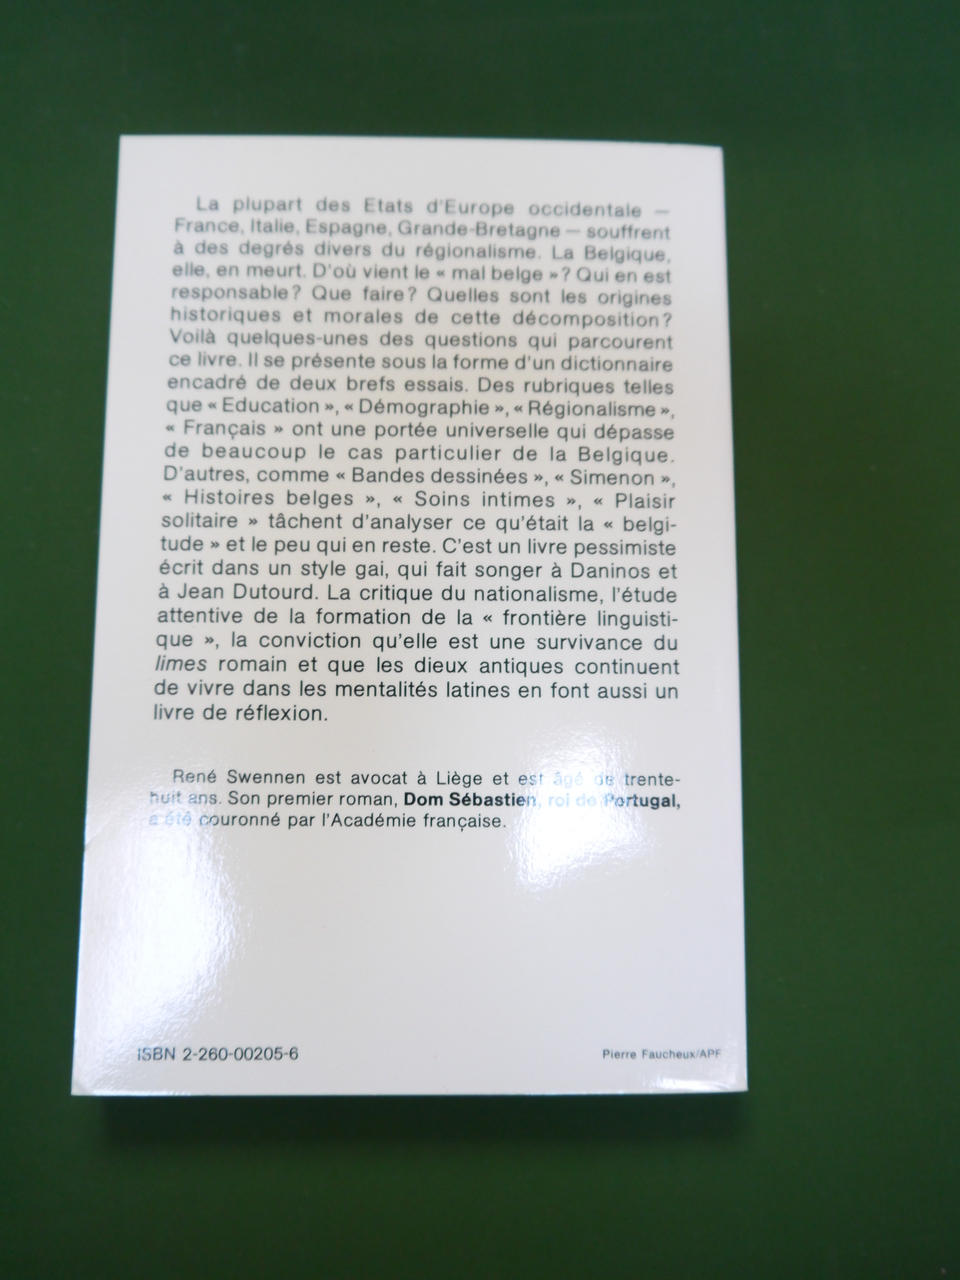 La plupart des Etats d'Europe occidentale —
France, Italie, Espagne, Grande-Bretagne — souffrent
à des degrés divers du régionalisme. La Belgique,
elle, en meurt. D'où vient le « mal belge » ? Qui en est
responsable ? Que faire ? Quelles sont les origines
historiques et morales de cette décomposition ?
Voilà quelques-unes des questions qui parcourent
ce livre. Il se présente sous la forme d'un dictionnaire
encadré de deux brefs essais. Des rubriques telles
que « Education », « Démographie », « Régionalisme »,
« Français » ont une portée universelle qui dépasse
de beaucoup le cas particulier de la Belgique.
D'autres, comme « Bandes dessinées », « Simenon »,
« Histoires belges », « Soins intimes », « Plaisir
solitaire » tâchent d'analyser ce qu'était la « belgi-
tude » et le peu qui en reste. C'est un livre pessimiste
écrit dans un style gai, qui fait songer à Daninos et
à Jean Dutourd. La critique du nationalisme, l'étude
attentive de la formation de la « frontière linguisti-
que », la conviction qu'elle est une survivance du
limes romain et que les dieux antiques continuent
de vivre dans les mentalités latines en font aussi un
livre de réflexion.
René Swennen est avocat à Liège et est âgé de trente-
huit ans. Son premier roman, Dom Sébastien, roi de Portugal,
a été couronné par l'Académie française.
ISBN 2-260-00205-6
Pierre Faucheux/APF